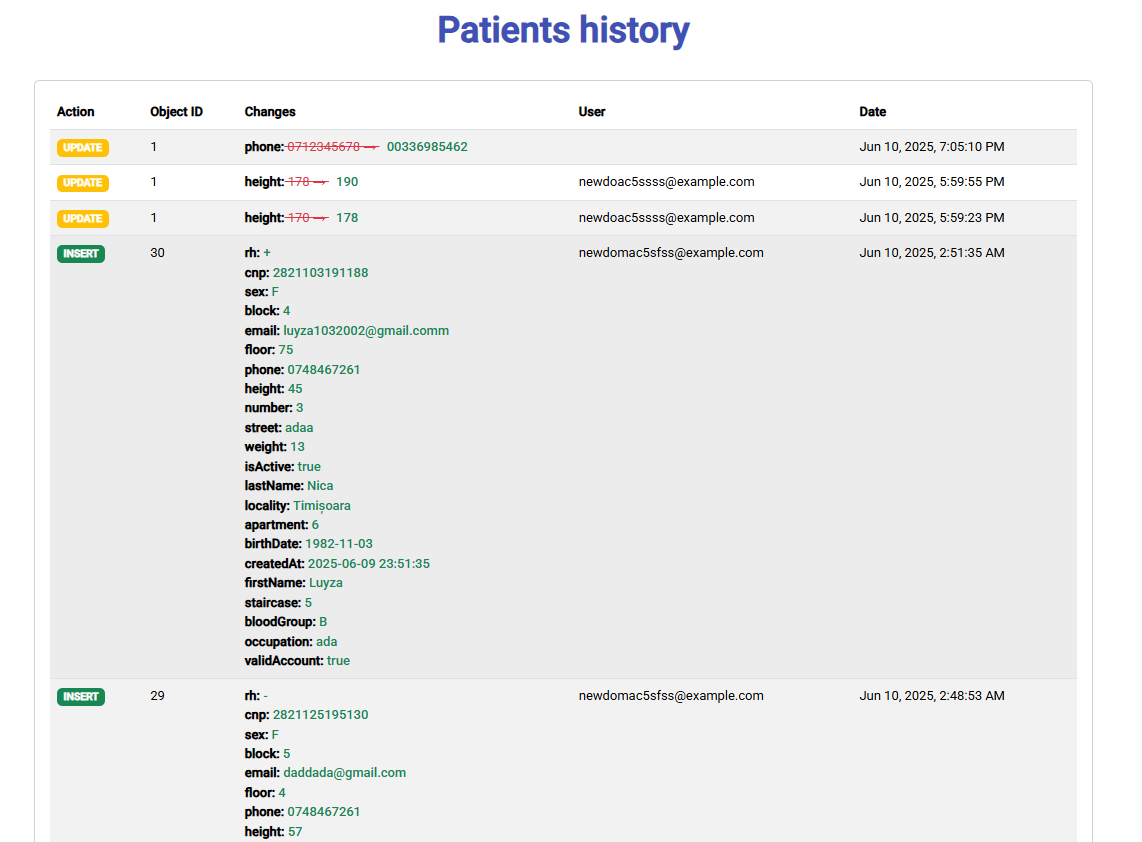 Patients history
Action Object ID Changes User Date
UPDATE 1 phone: 0712345678 → 00336985462 Jun 10, 2025, 7:05:10 PM
UPDATE 1 height: 178 → 190 newdoac5ssss@example.com Jun 10, 2025, 5:59:55 PM
UPDATE 1 height: 170 → 178 newdoac5ssss@example.com Jun 10, 2025, 5:59:23 PM
INSERT 30 rh: + newdomac5sfss@example.com Jun 10, 2025, 2:51:35 AM
cnp: 2821103191188
sex: F
block: 4
email: luyza1032002@gmail.comm
floor: 75
phone: 0748467261
height: 45
number: 3
street: adaa
weight: 13
isActive: true
lastName: Nica
locality: Timișoara
apartment: 6
birthDate: 1982-11-03
createdAt: 2025-06-09 23:51:35
firstName: Luyza
staircase: 5
bloodGroup: B
occupation: ada
validAccount: true
INSERT 29 rh: - newdomac5sfss@example.com Jun 10, 2025, 2:48:53 AM
cnp: 2821125195130
sex: F
block: 5
email: daddada@gmail.com
floor: 4
phone: 0748467261
height: 57